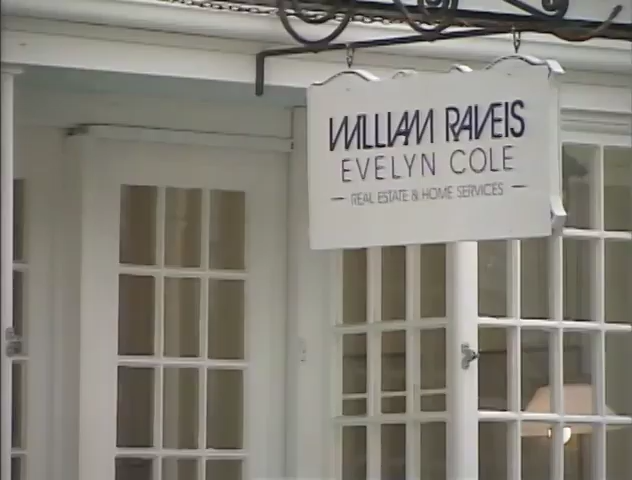 WILLIAM RAVEIS
EVELYN COLE
— REAL ESTATE & HOME SERVICES —